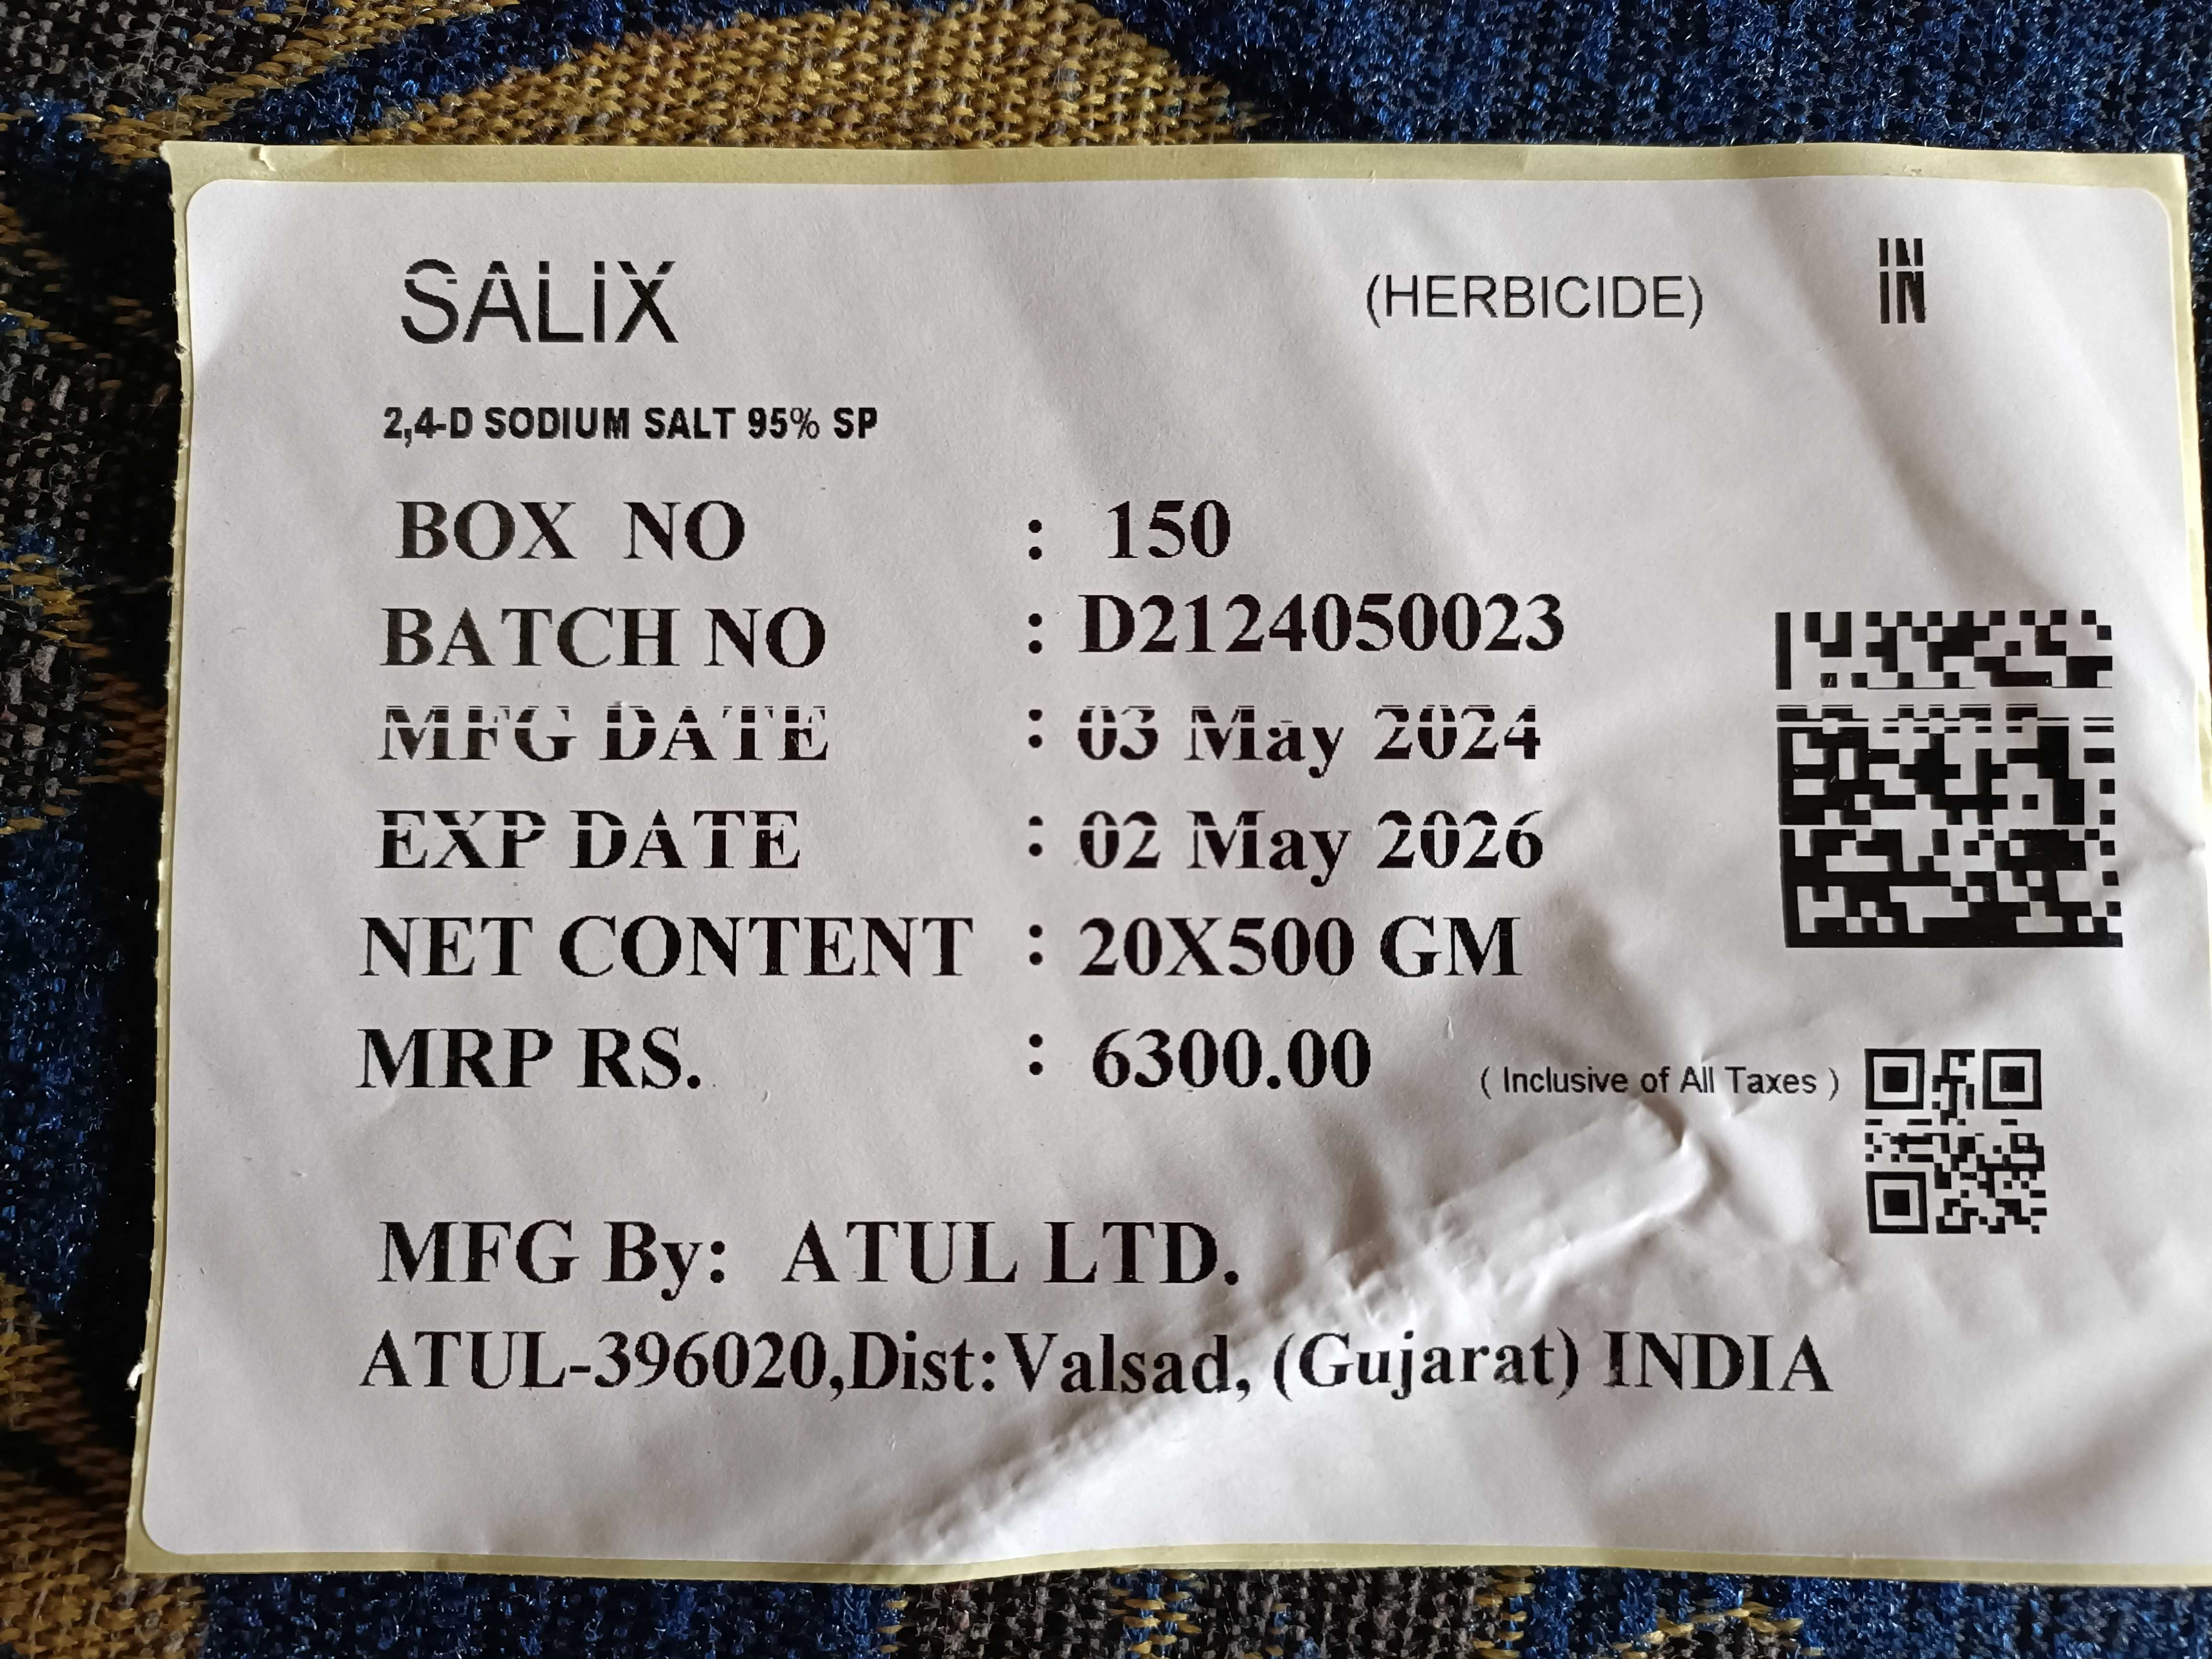 SALiX (HERBICIDE) IN
2,4-D SODIUM SALT 95% SP
BOX NO : 150
BATCH NO : D2124050023
MFG DATE : 03 May 2024
EXP DATE : 02 May 2026
NET CONTENT : 20X500 GM
MRP RS. : 6300.00 ( Inclusive of All Taxes )
MFG By: ATUL LTD.
ATUL-396020,Dist:Valsad, (Gujarat) INDIA